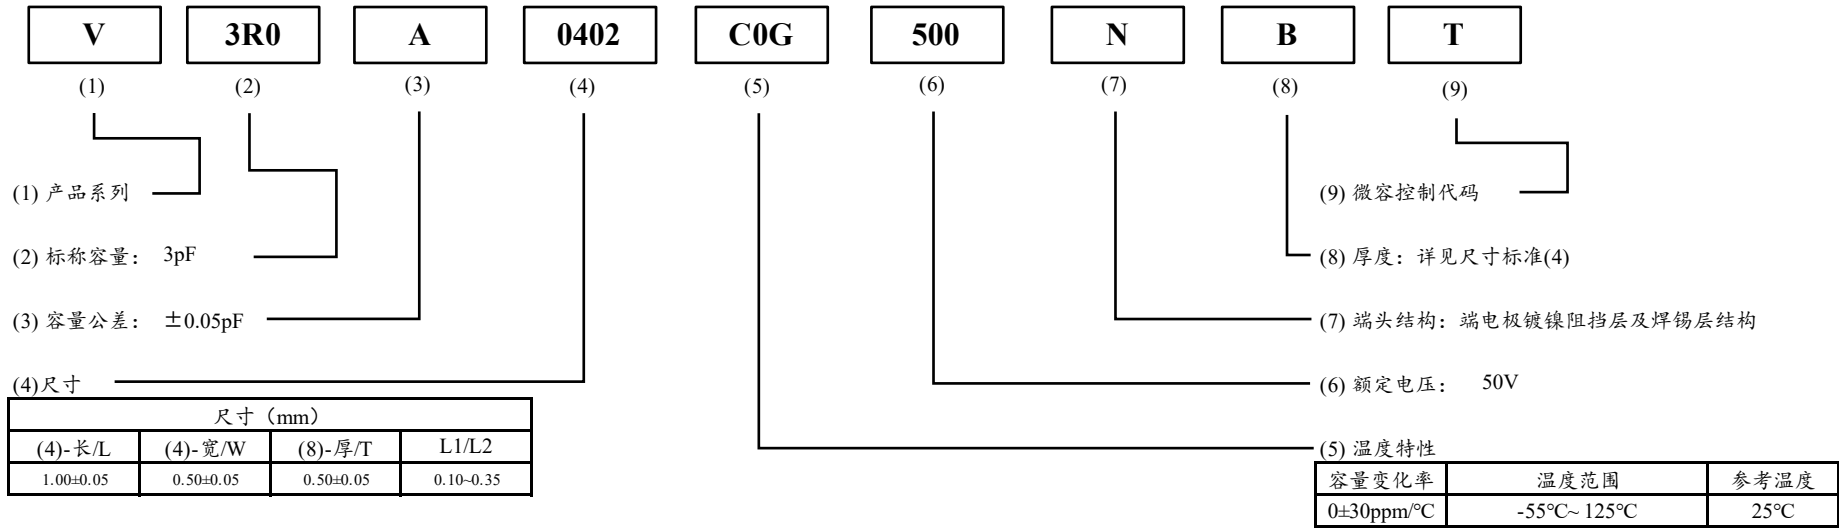 V 3R0 A 0402 C0G 500 N B T
(1) (2) (3) (4) (5) (6) (7) (8) (9)
(1) 产品系列
(9) 微容控制代码
(2) 标称容量： 3pF
(8) 厚度：详见尺寸标准(4)
(3) 容量公差： ±0.05pF
(7) 端头结构：端电极镀镍阻挡层及焊锡层结构
(4)尺寸
(6) 额定电压： 50V
尺寸（mm）
(4)-长/L (4)-宽/W (8)-厚/T L1/L2
1.00±0.05 0.50±0.05 0.50±0.05 0.10~0.35
(5) 温度特性
容量变化率 温度范围 参考温度
0±30ppm/℃ -55℃~ 125℃ 25℃